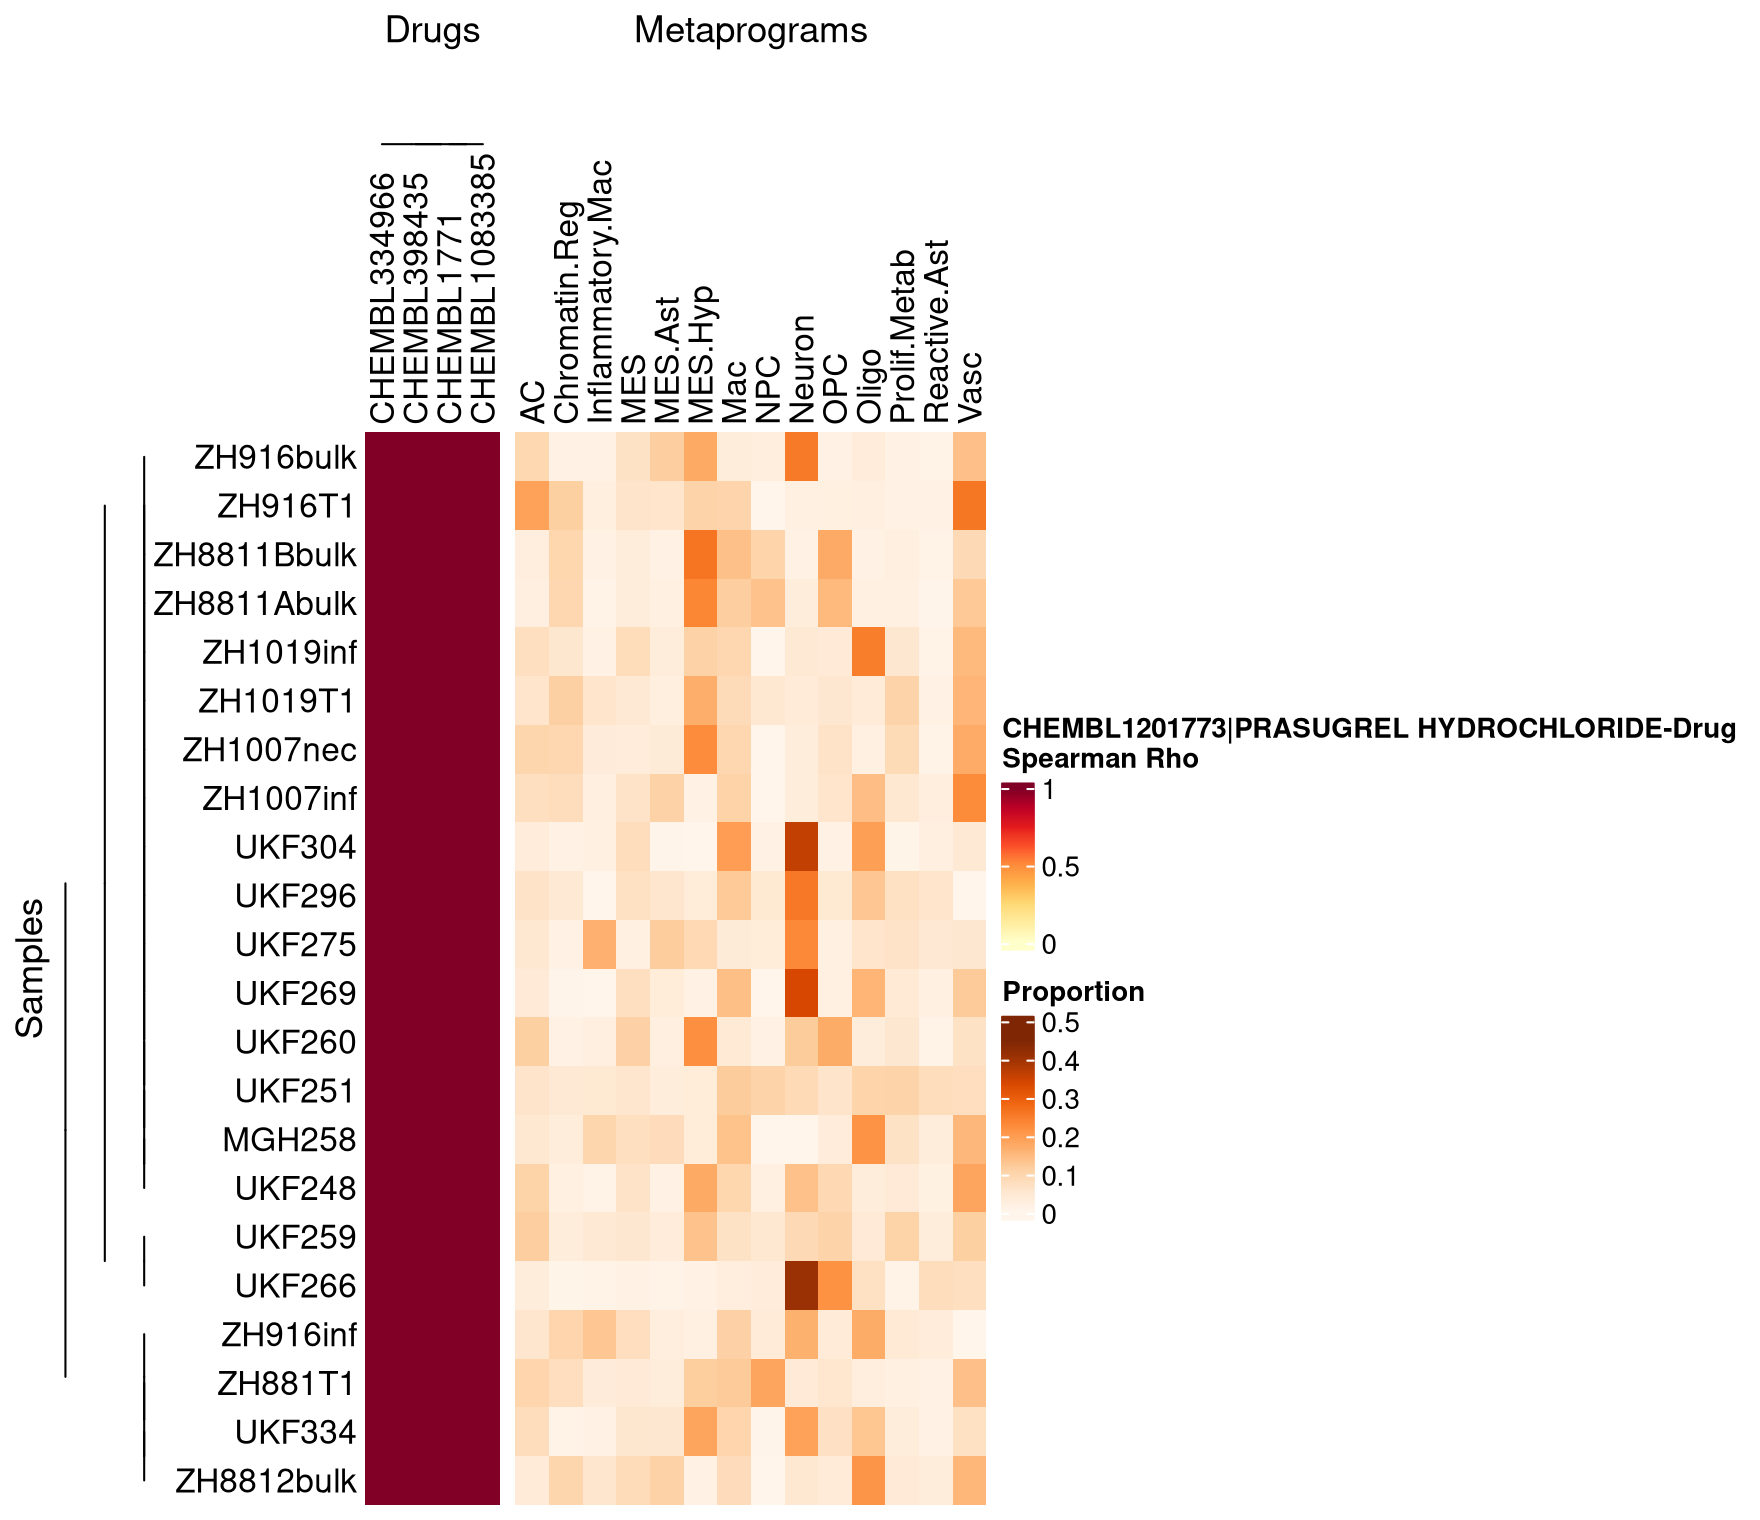 Drugs
Metaprograms
CHEMBL334966
CHEMBL398435
CHEMBL1771
CHEMBL1083385
AC
Chromatin.Reg
Inflammatory.Mac
MES
MES.Ast
MES.Hyp
Mac
NPC
Neuron
OPC
Oligo
Prolif.Metab
Reactive.Ast
Vasc
Samples
ZH916bulk
ZH916T1
ZH8811Bbulk
ZH8811Abulk
ZH1019inf
ZH1019T1
ZH1007nec
ZH1007inf
UKF304
UKF296
UKF275
UKF269
UKF260
UKF251
MGH258
UKF248
UKF259
UKF266
ZH916inf
ZH881T1
UKF334
ZH8812bulk
CHEMBL1201773|PRASUGREL HYDROCHLORIDE-Drug
Spearman Rho
1
0.5
0
Proportion
0.5
0.4
0.3
0.2
0.1
0